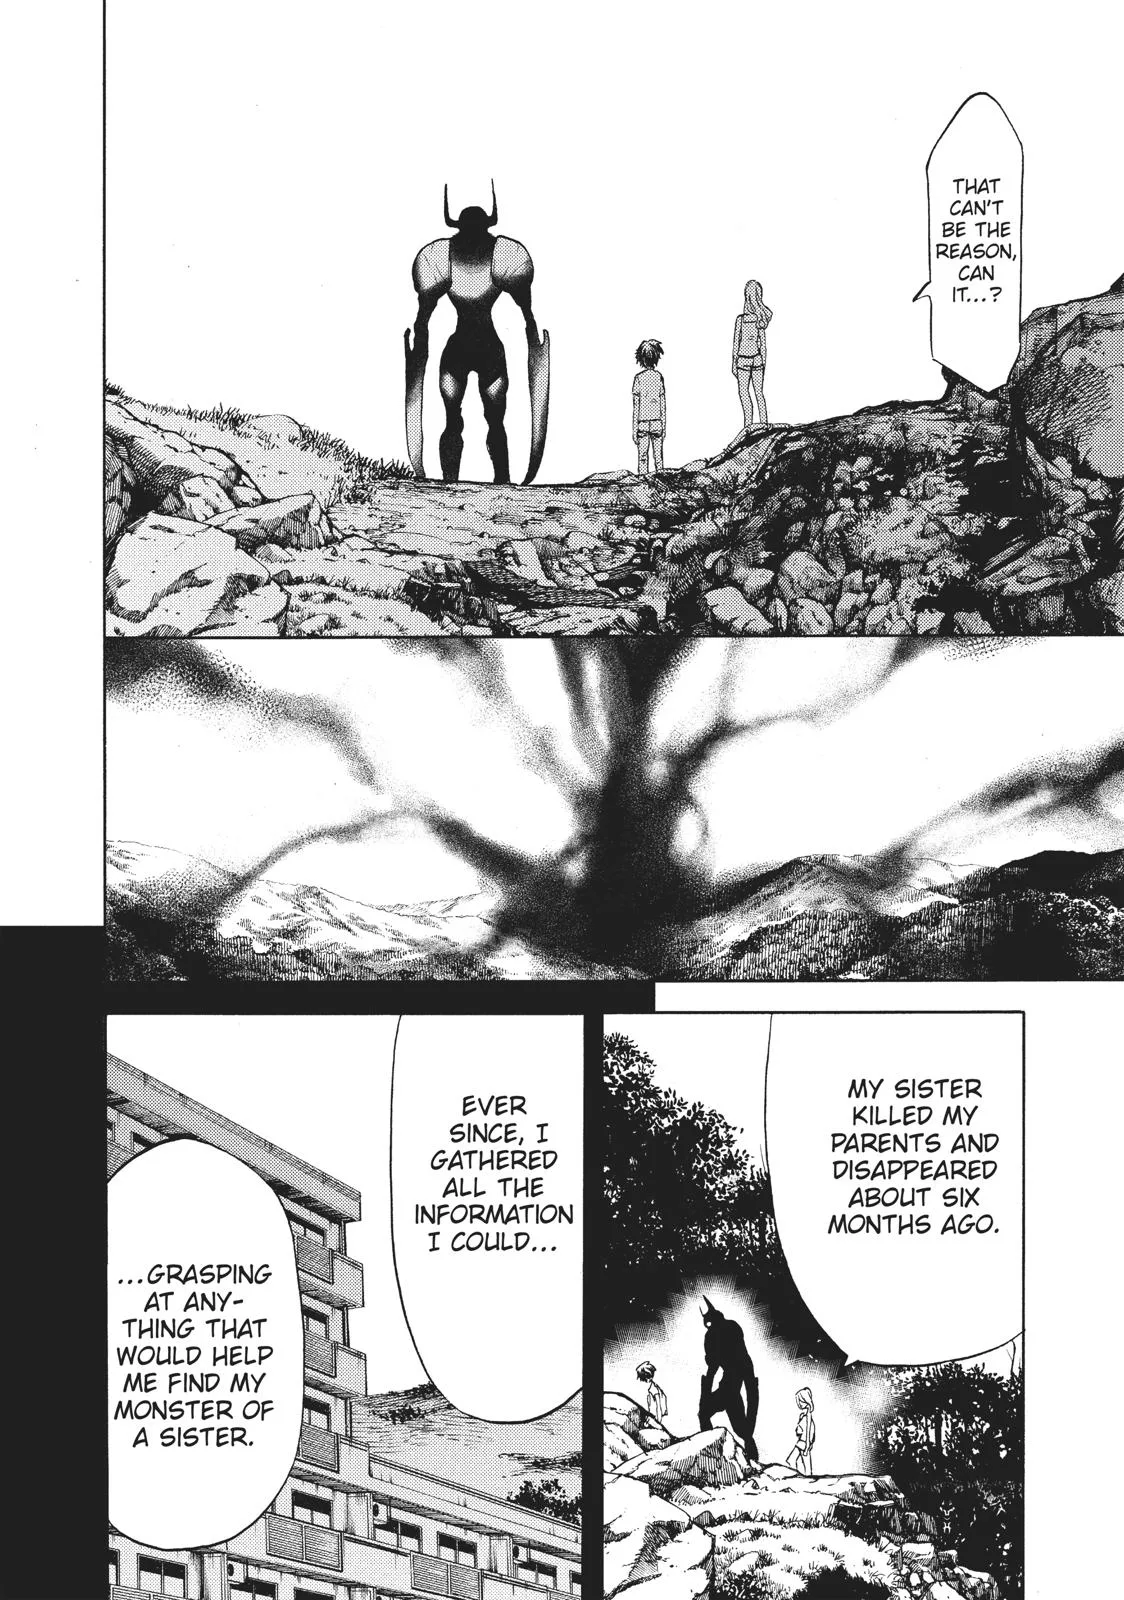 THAT
CAN'T
BE THE
REASON,
CAN
IT...?
MY SISTER
KILLED MY
PARENTS AND
DISAPPEARED
ABOUT SIX
MONTHS AGO.
EVER
SINCE, I
GATHERED
ALL THE
INFORMATION
I COULD...
...GRASPING
AT ANY-
THING THAT
WOULD HELP
ME FIND MY
MONSTER OF
A SISTER.